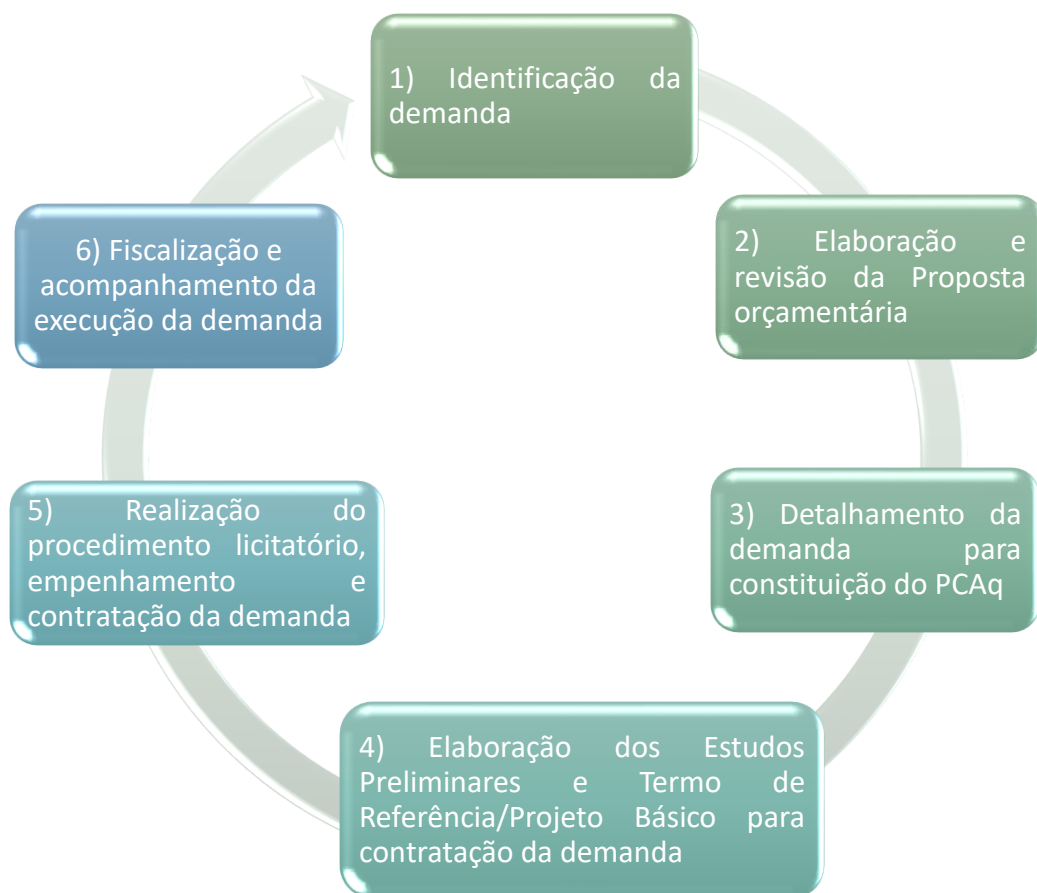 1) Identificação da
demanda
2) Elaboração e
revisão da Proposta
orçamentária
3) Detalhamento da
demanda para
constituição do PCAq
4) Elaboração dos Estudos
Preliminares e Termo de
Referência/Projeto Básico para
contratação da demanda
5) Realização do
procedimento licitatório,
empenhamento e
contratação da demanda
6) Fiscalização e
acompanhamento da
execução da demanda